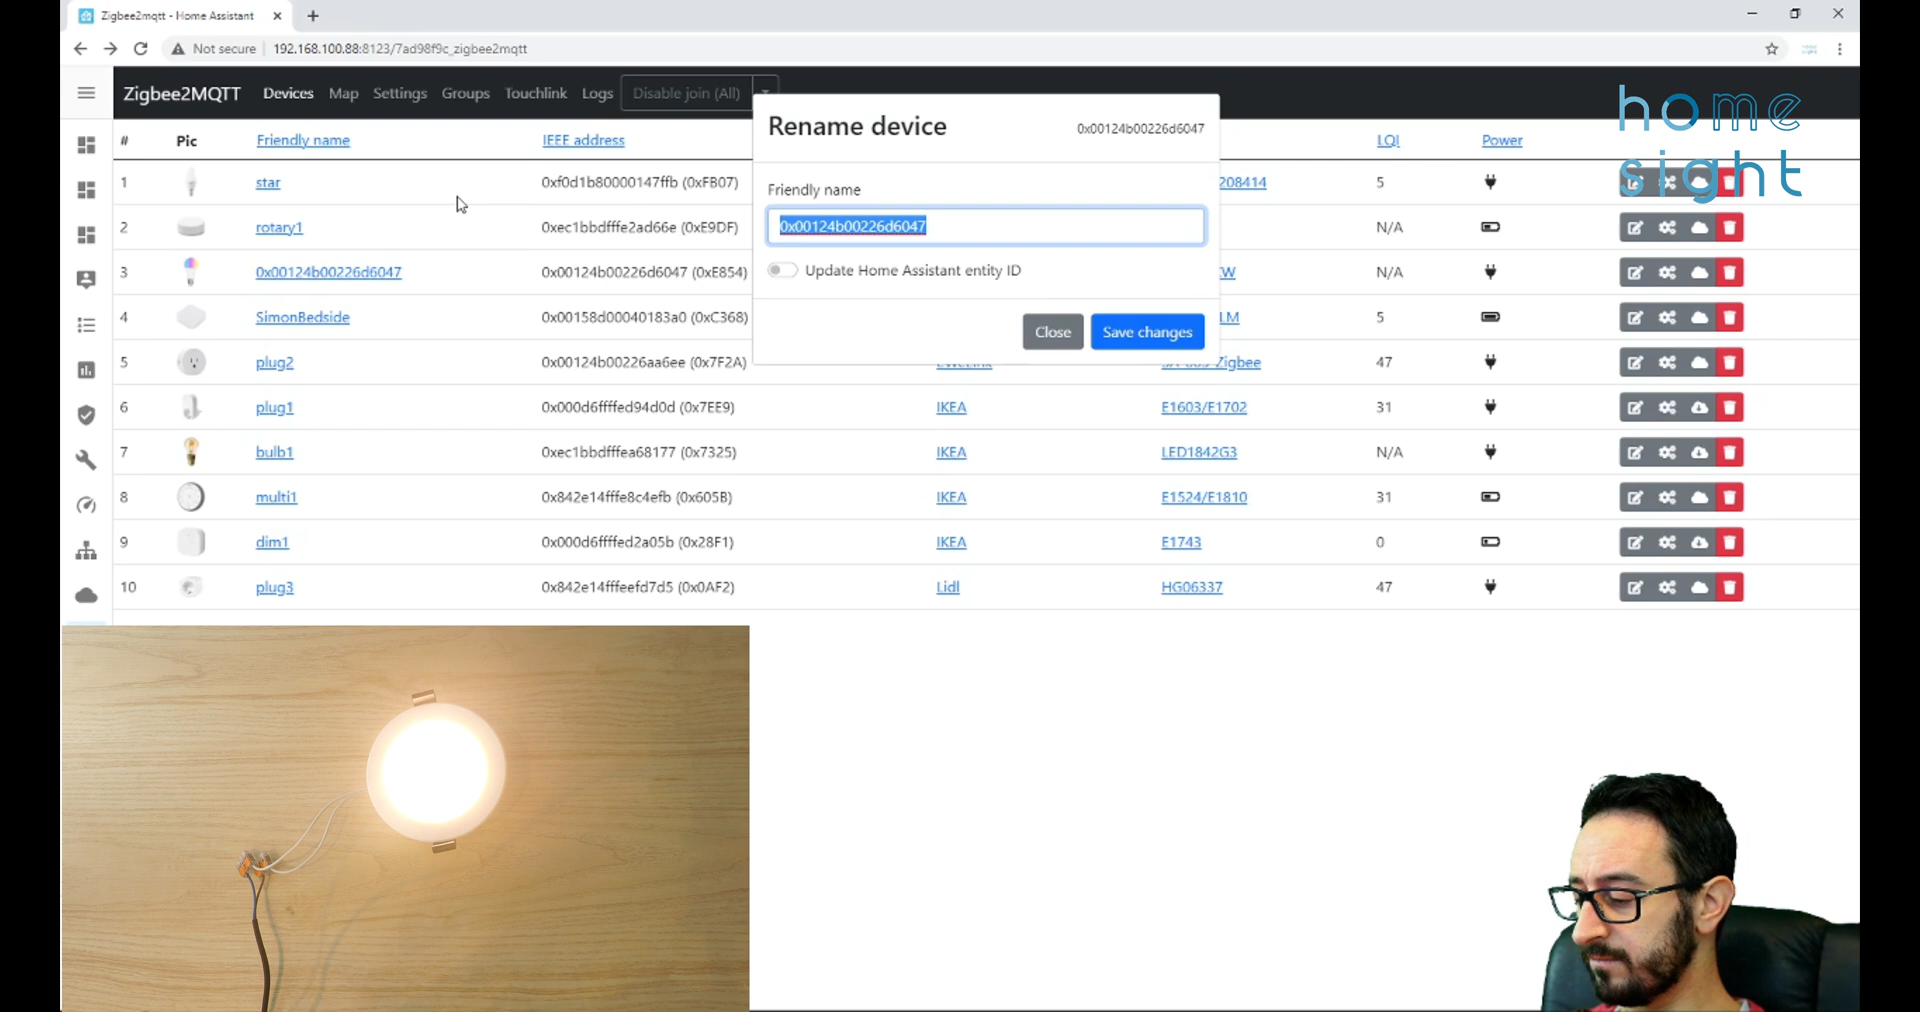 Zigbee2mqtt - Home Assistant
Not secure 192.168.100.88:8123/7ad98f9c_zigbee2mqtt
Zigbee2MQTT Devices Map Settings Groups Touchlink Logs Disable join (All)
home
sight
Rename device 0x00124b00226d6047
Friendly name
0x00124b00226d6047
Update Home Assistant entity ID
Close Save changes
# Pic Friendly name IEEE address LQI Power
1 star 0xf0d1b80000147ffb (0xFB07) 208414 5
2 rotary1 0xec1bbdfffe2ad66e (0xE9DF) N/A
3 0x00124b00226d6047 0x00124b00226d6047 (0xE854) N/A
4 SimonBedside 0x00158d00040183a0 (0xC368) LM 5
5 plug2 0x00124b00226aa6ee (0x7F2A) Zigbee 47
6 plug1 0x000d6ffffed94d0d (0x7EE9) IKEA E1603/E1702 31
7 bulb1 0xec1bbdfffea68177 (0x7325) IKEA LED1842G3 N/A
8 multi1 0x842e14fffe8c4efb (0x605B) IKEA E1524/E1810 31
9 dim1 0x000d6ffffed2a05b (0x28F1) IKEA E1743 0
10 plug3 0x842e14fffeefd7d5 (0x0AF2) Lidl HG06337 47